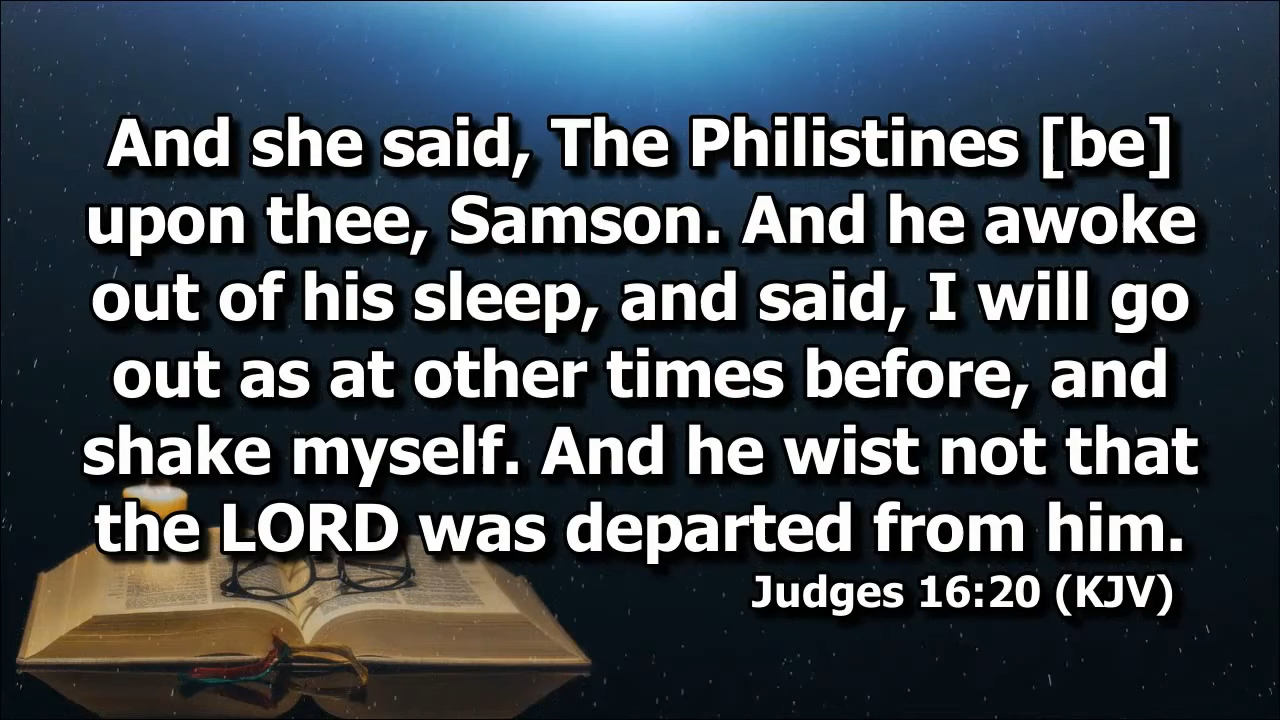 And she said, The Philistines [be]
upon thee, Samson. And he awoke
out of his sleep, and said, I will go
out as at other times before, and
shake myself. And he wist not that
the LORD was departed from him.
Judges 16:20 (KJV)